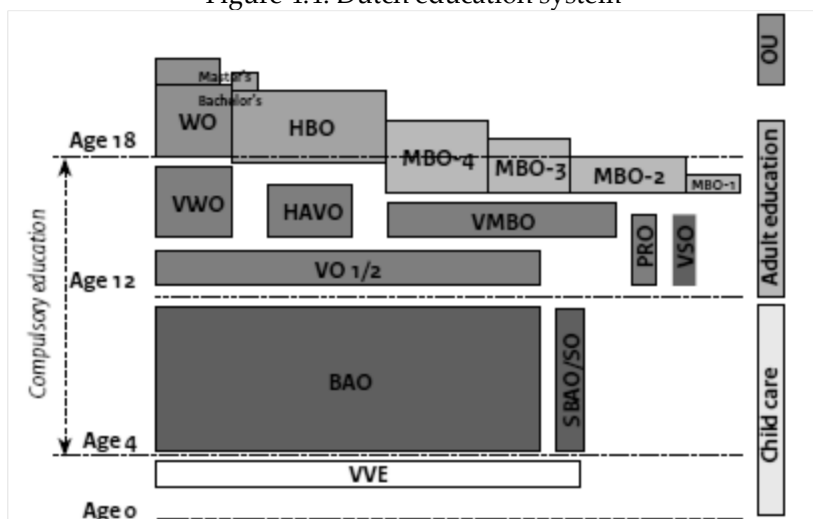 Figure 4.1. Dutch education system
OU
Master's
Bachelor's
WO
HBO
Age 18
MBO-4
MBO-3
MBO-2
MBO-1
VWO
HAVO
VMBO
PRO
VSO
Adult education
Compulsory education
VO 1/2
Age 12
BAO
SBAO/SO
Child care
Age 4
VVE
Age 0